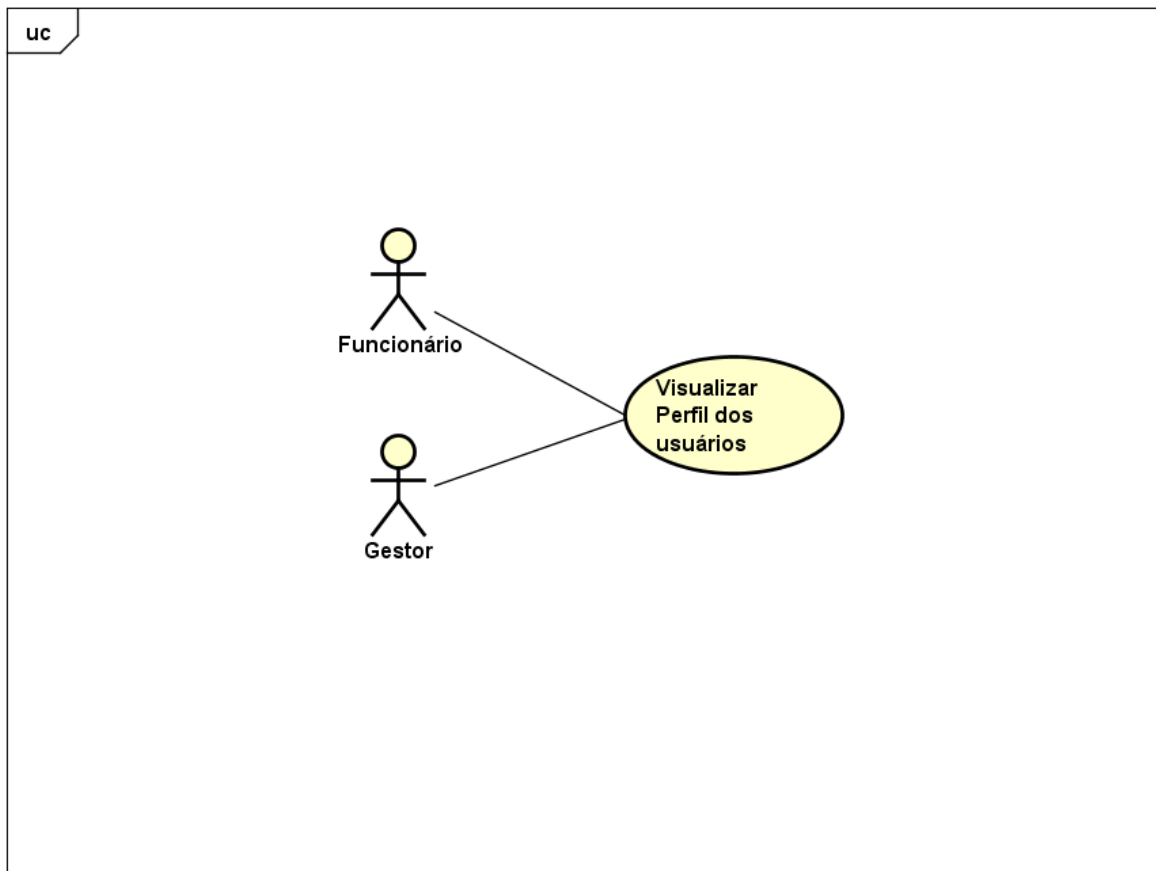 uc
Funcionário
Visualizar
Perfil dos
usuários
Gestor